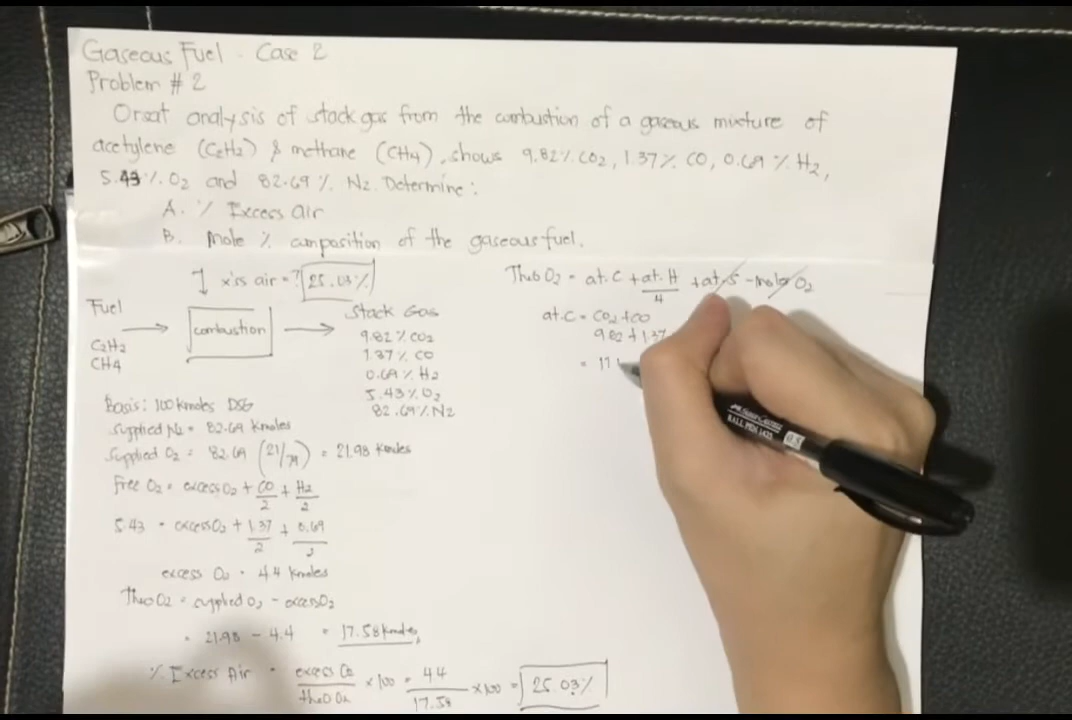 Gaseous Fuel - Case 2
Problem # 2
Orsat analysis of stack gas from the combustion of a gaseous mixture of
acetylene (C2H2) & methane (CH4), shows 9.82% CO2, 1.37% CO, 0.69% H2,
5.43% O2 and 82.69% N2. Determine:
A. % Excess air
B. Mole % composition of the gaseous fuel.
x'is air = ? 25.03%
Fuel
C2H2
CH4
combustion
Stack Gas
9.82% CO2
1.37% CO
0.69% H2
5.43% O2
82.69% N2
Basis: 100 kmoles DSG
Supplied N2 = 82.69 Kmoles
Supplied O2 = 82.69 (21/79) = 21.98 Kmoles
Free O2 = excess O2 + CO/2 + H2/2
5.43 = excess O2 + 1.37/2 + 0.69/2
excess O2 = 4.4 Kmoles
Theo O2 = supplied O2 - excess O2
= 21.98 - 4.4 = 17.58 Kmoles
% Excess Air = excess O2/theo O2 x 100 = 4.4/17.58 x 100 = 25.03%
Theo O2 = at. C + at. H/4 + at. S - moles O2
at. C = CO2 + CO
9.82 + 1.37
= 11
BALL PEN 1423
0.5